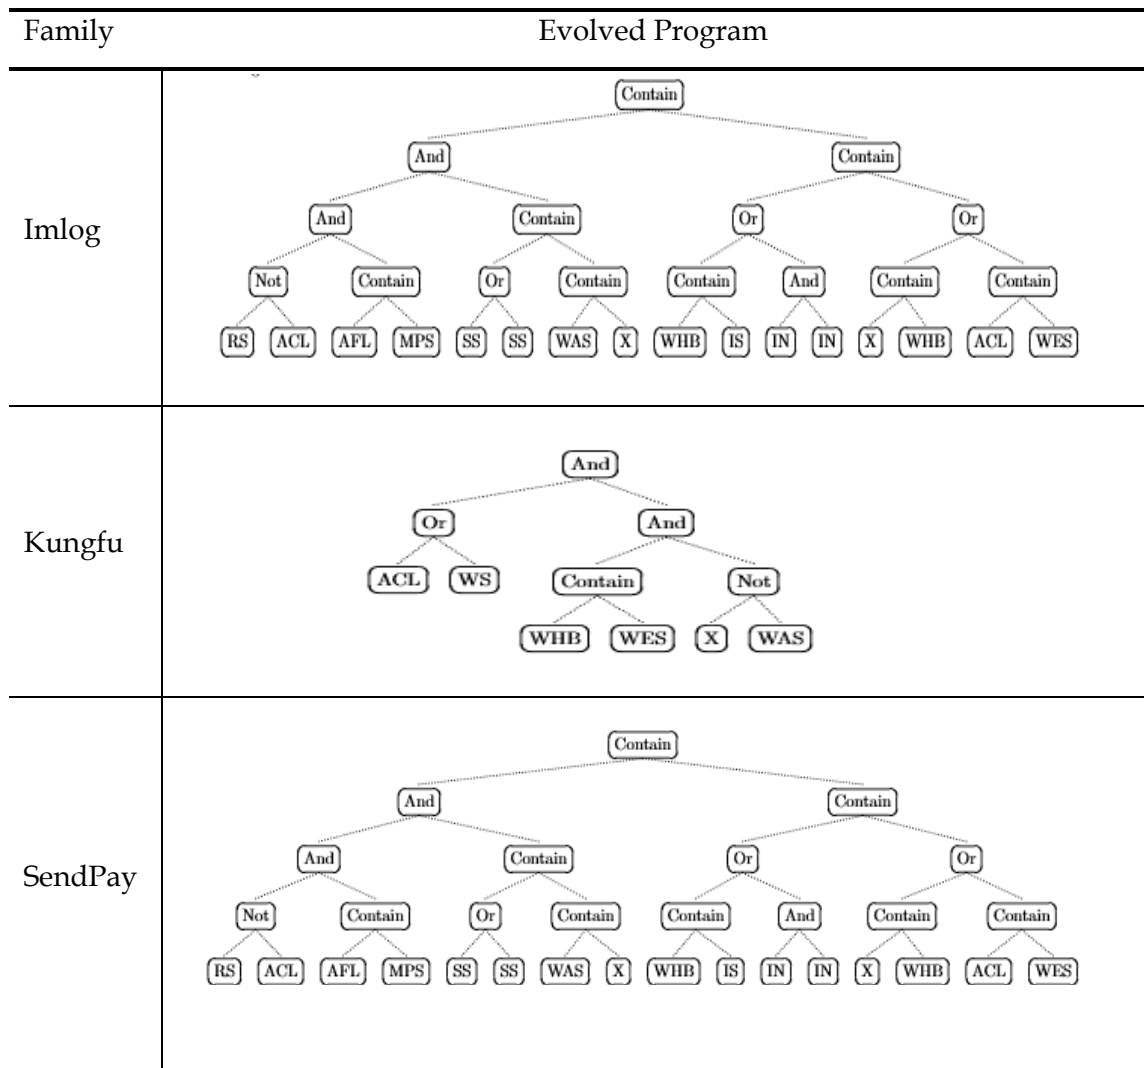 Family Evolved Program
Contain
And Contain
And Contain Or Or
Imlog
Not Contain Or Contain Contain And Contain Contain
RS ACL AFL MPS SS SS WAS X WHB IS IN IN X WHB ACL WES
And
Or And
Kungfu
ACL WS Contain Not
WHB WES X WAS
Contain
And Contain
And Contain Or Or
SendPay
Not Contain Or Contain Contain And Contain Contain
RS ACL AFL MPS SS SS WAS X WHB IS IN IN X WHB ACL WES